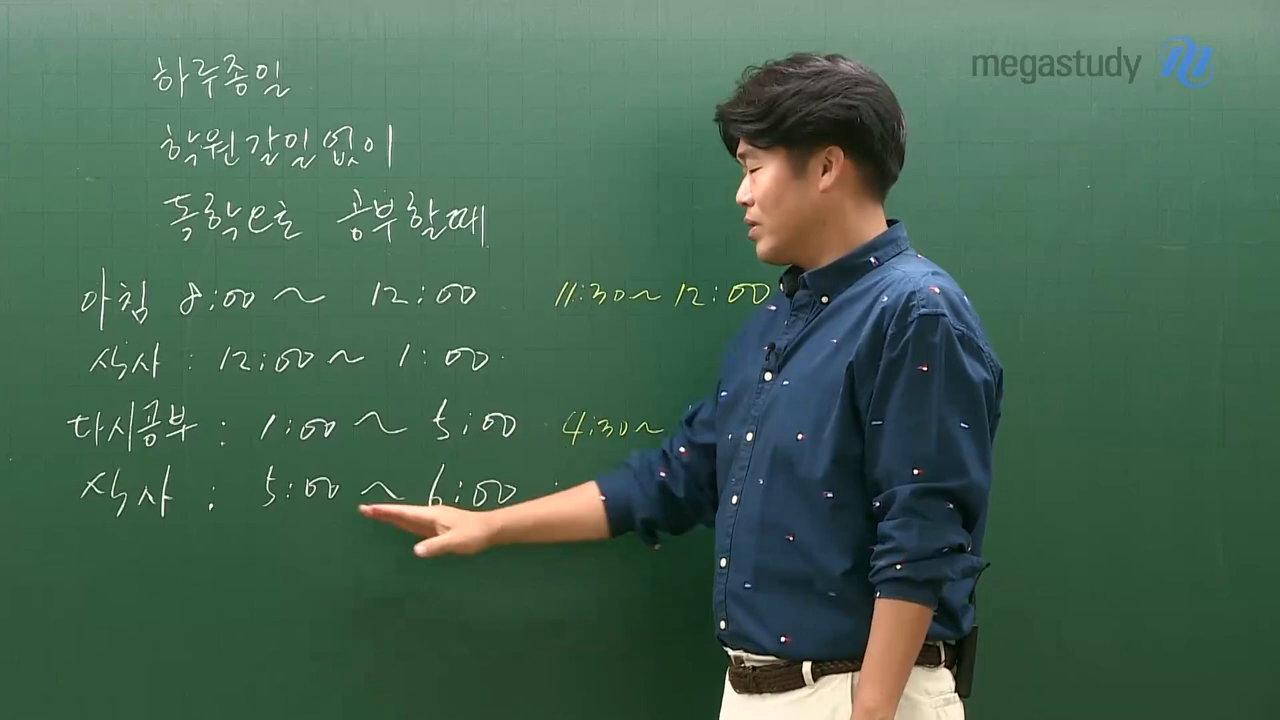 megastudy
하루종일
학원갈일없이
독학으로 공부할때
아침 8:00 ~ 12:00 11:30~ 12:00
식사 : 12:00 ~ 1:00
다시공부 : 1:00 ~ 5:00 4:30~
식사 : 5:00 ~ 6:00